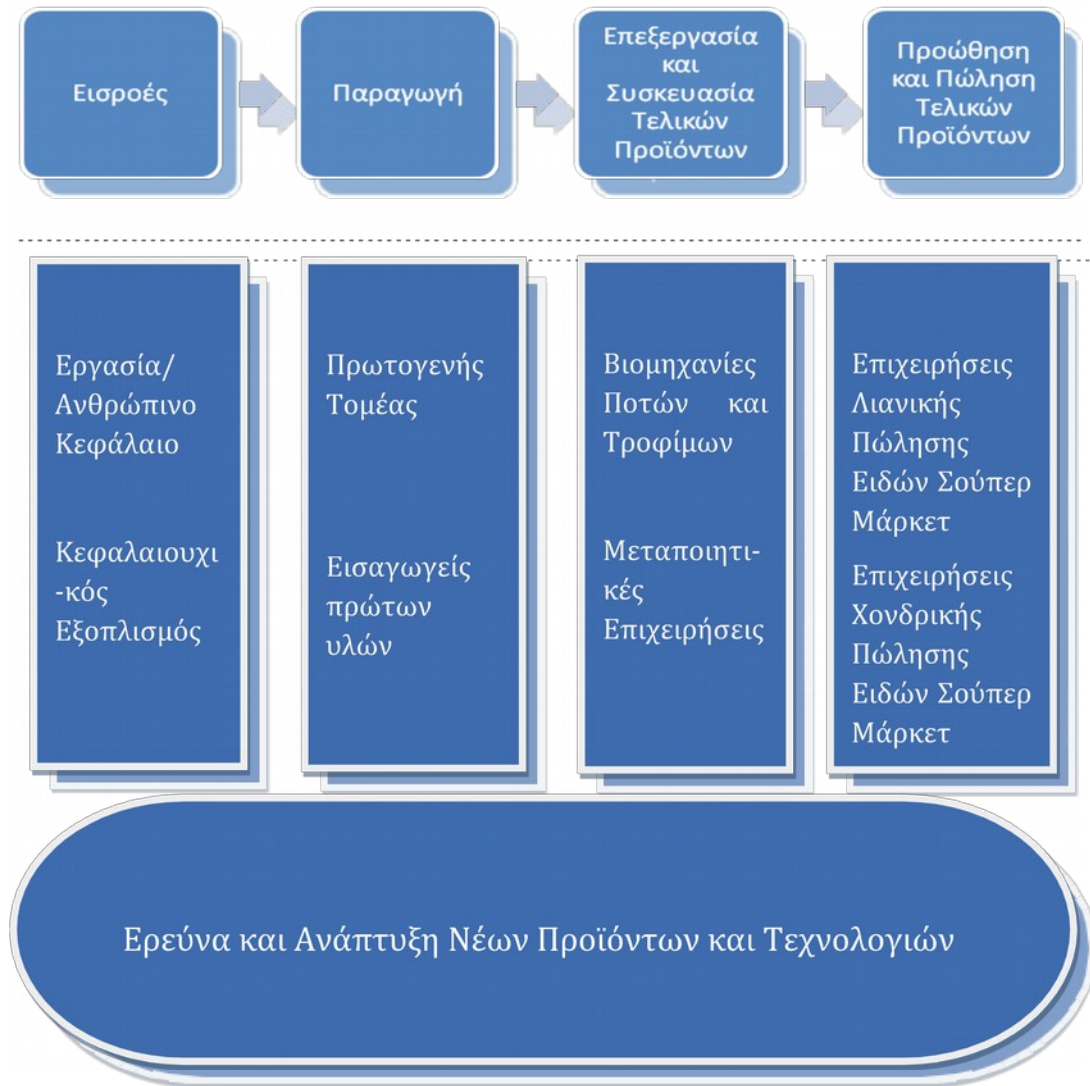 Εισροές
Παραγωγή
Επεξεργασία
και
Συσκευασία
Τελικών
Προϊόντων
Προώθηση
και Πώληση
Τελικών
Προϊόντων
Εργασία/
Ανθρώπινο
Κεφάλαιο
Κεφαλαιουχι
-κός
Εξοπλισμός
Πρωτογενής
Τομέας
Εισαγωγείς
πρώτων
υλών
Βιομηχανίες
Ποτών και
Τροφίμων
Μεταποιητι-
κές
Επιχειρήσεις
Επιχειρήσεις
Λιανικής
Πώλησης
Ειδών Σούπερ
Μάρκετ
Επιχειρήσεις
Χονδρικής
Πώλησης
Ειδών Σούπερ
Μάρκετ
Ερεύνα και Ανάπτυξη Νέων Προϊόντων και Τεχνολογιών